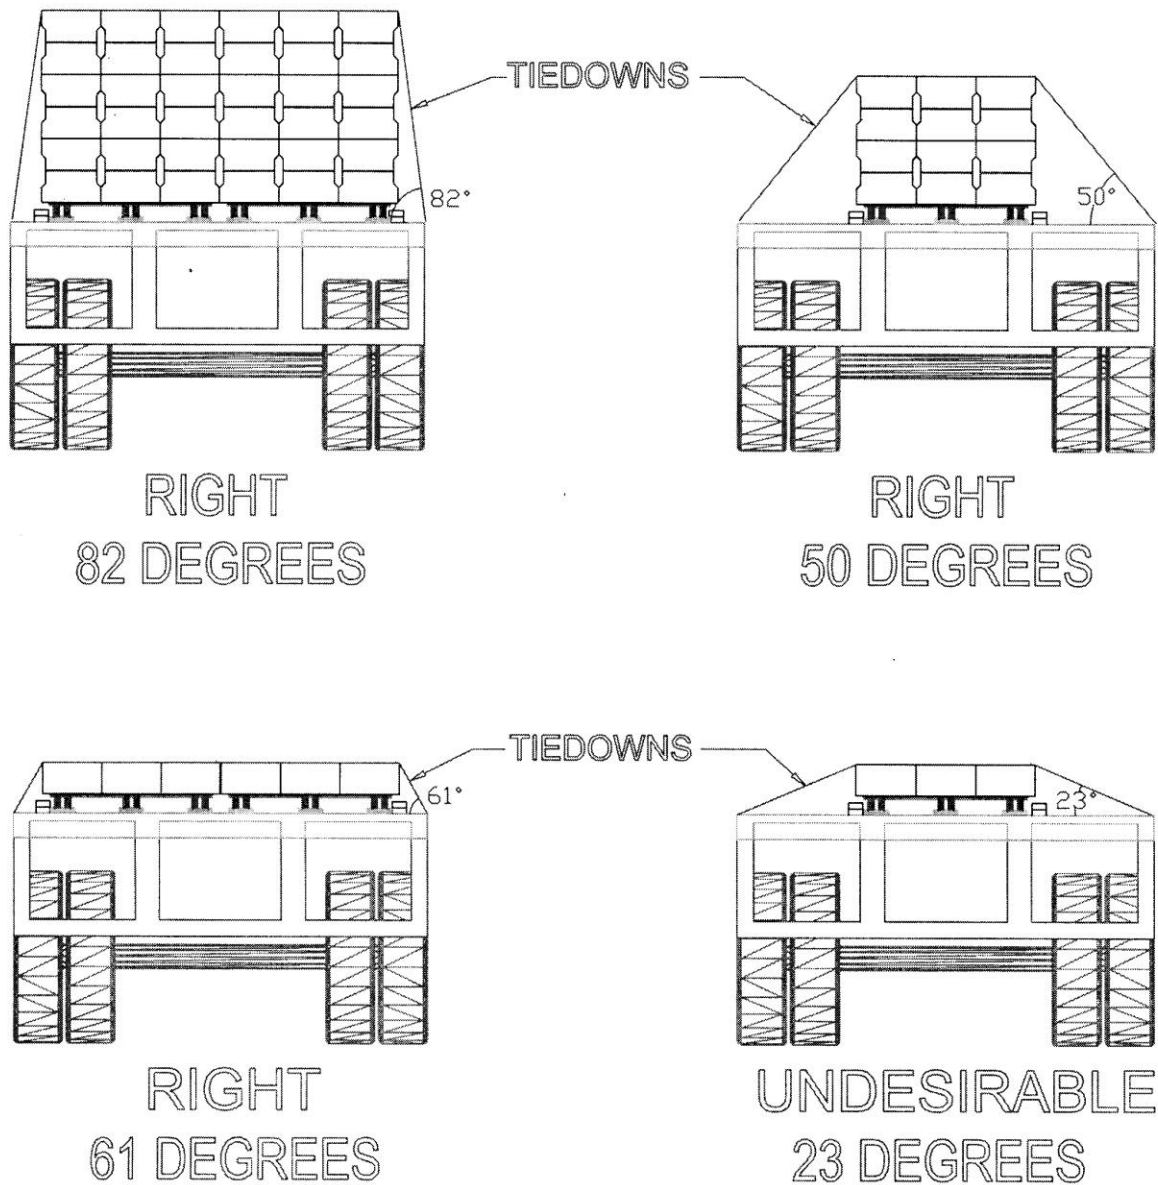 TIEDOWNS
82°
50°
RIGHT
82 DEGREES
RIGHT
50 DEGREES
TIEDOWNS
61°
23°
RIGHT
61 DEGREES
UNDESIRABLE
23 DEGREES